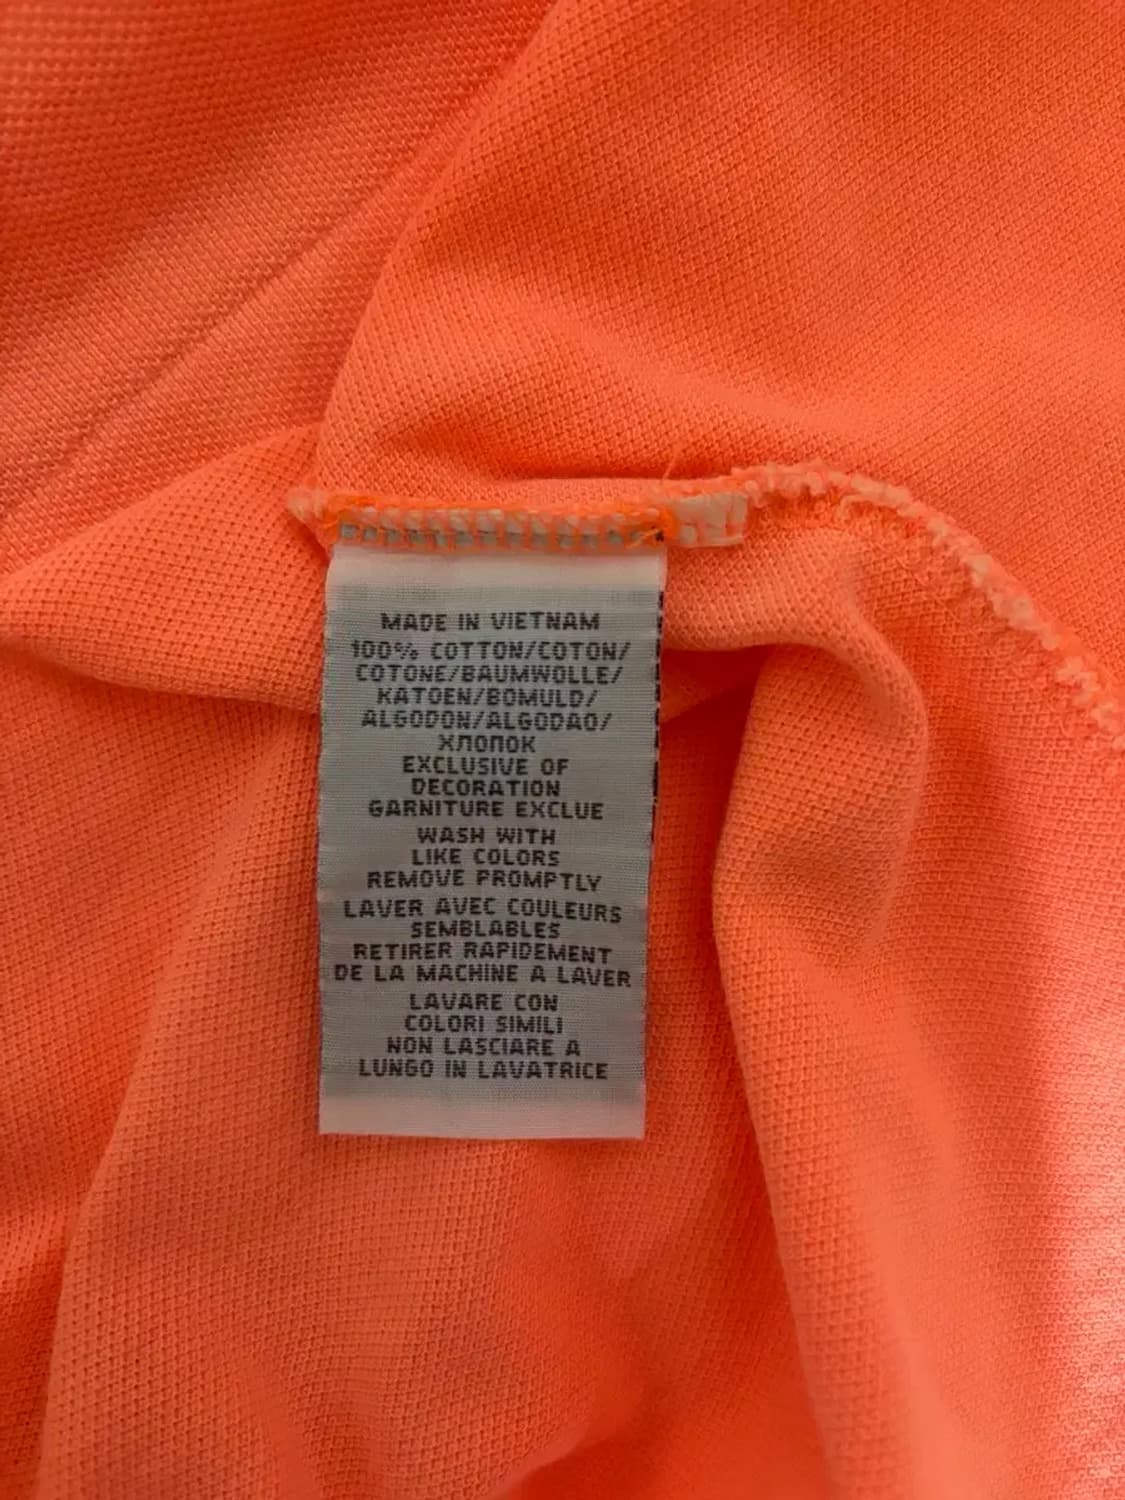 MADE IN VIETNAM
100% COTTON/COTON/
COTONE/BAUMWOLLE/
KATOEN/BOMULD/
ALGODON/ALGODAO/
ХЛОПОК
EXCLUSIVE OF
DECORATION
GARNITURE EXCLUE
WASH WITH
LIKE COLORS
REMOVE PROMPTLY
LAVER AVEC COULEURS
SEMBLABLES
RETIRER RAPIDEMENT
DE LA MACHINE A LAVER
LAVARE CON
COLORI SIMILI
NON LASCIARE A
LUNGO IN LAVATRICE